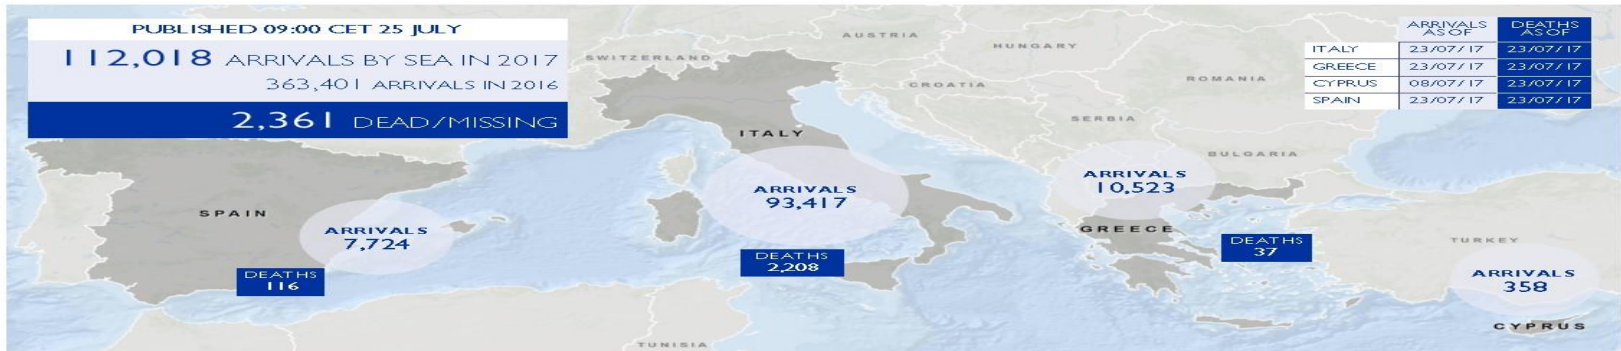 PUBLISHED 09:00 CET 25 JULY
112,018 ARRIVALS BY SEA IN 2017
363,401 ARRIVALS IN 2016
2,361 DEAD/MISSING
ARRIVALS AS OF
DEATHS AS OF
ITALY 23/07/17 23/07/17
GREECE 23/07/17 23/07/17
CYPRUS 08/07/17 23/07/17
SPAIN 23/07/17 23/07/17
AUSTRIA
HUNGARY
SWITZERLAND
CROATIA
ROMANIA
SERBIA
ITALY
BULGARIA
ARRIVALS
10,523
ARRIVALS
93,417
SPAIN
ARRIVALS
7,724
GREECE
DEATHS
37
TURKEY
DEATHS
2,208
DEATHS
116
ARRIVALS
358
CYPRUS
TUNISIA